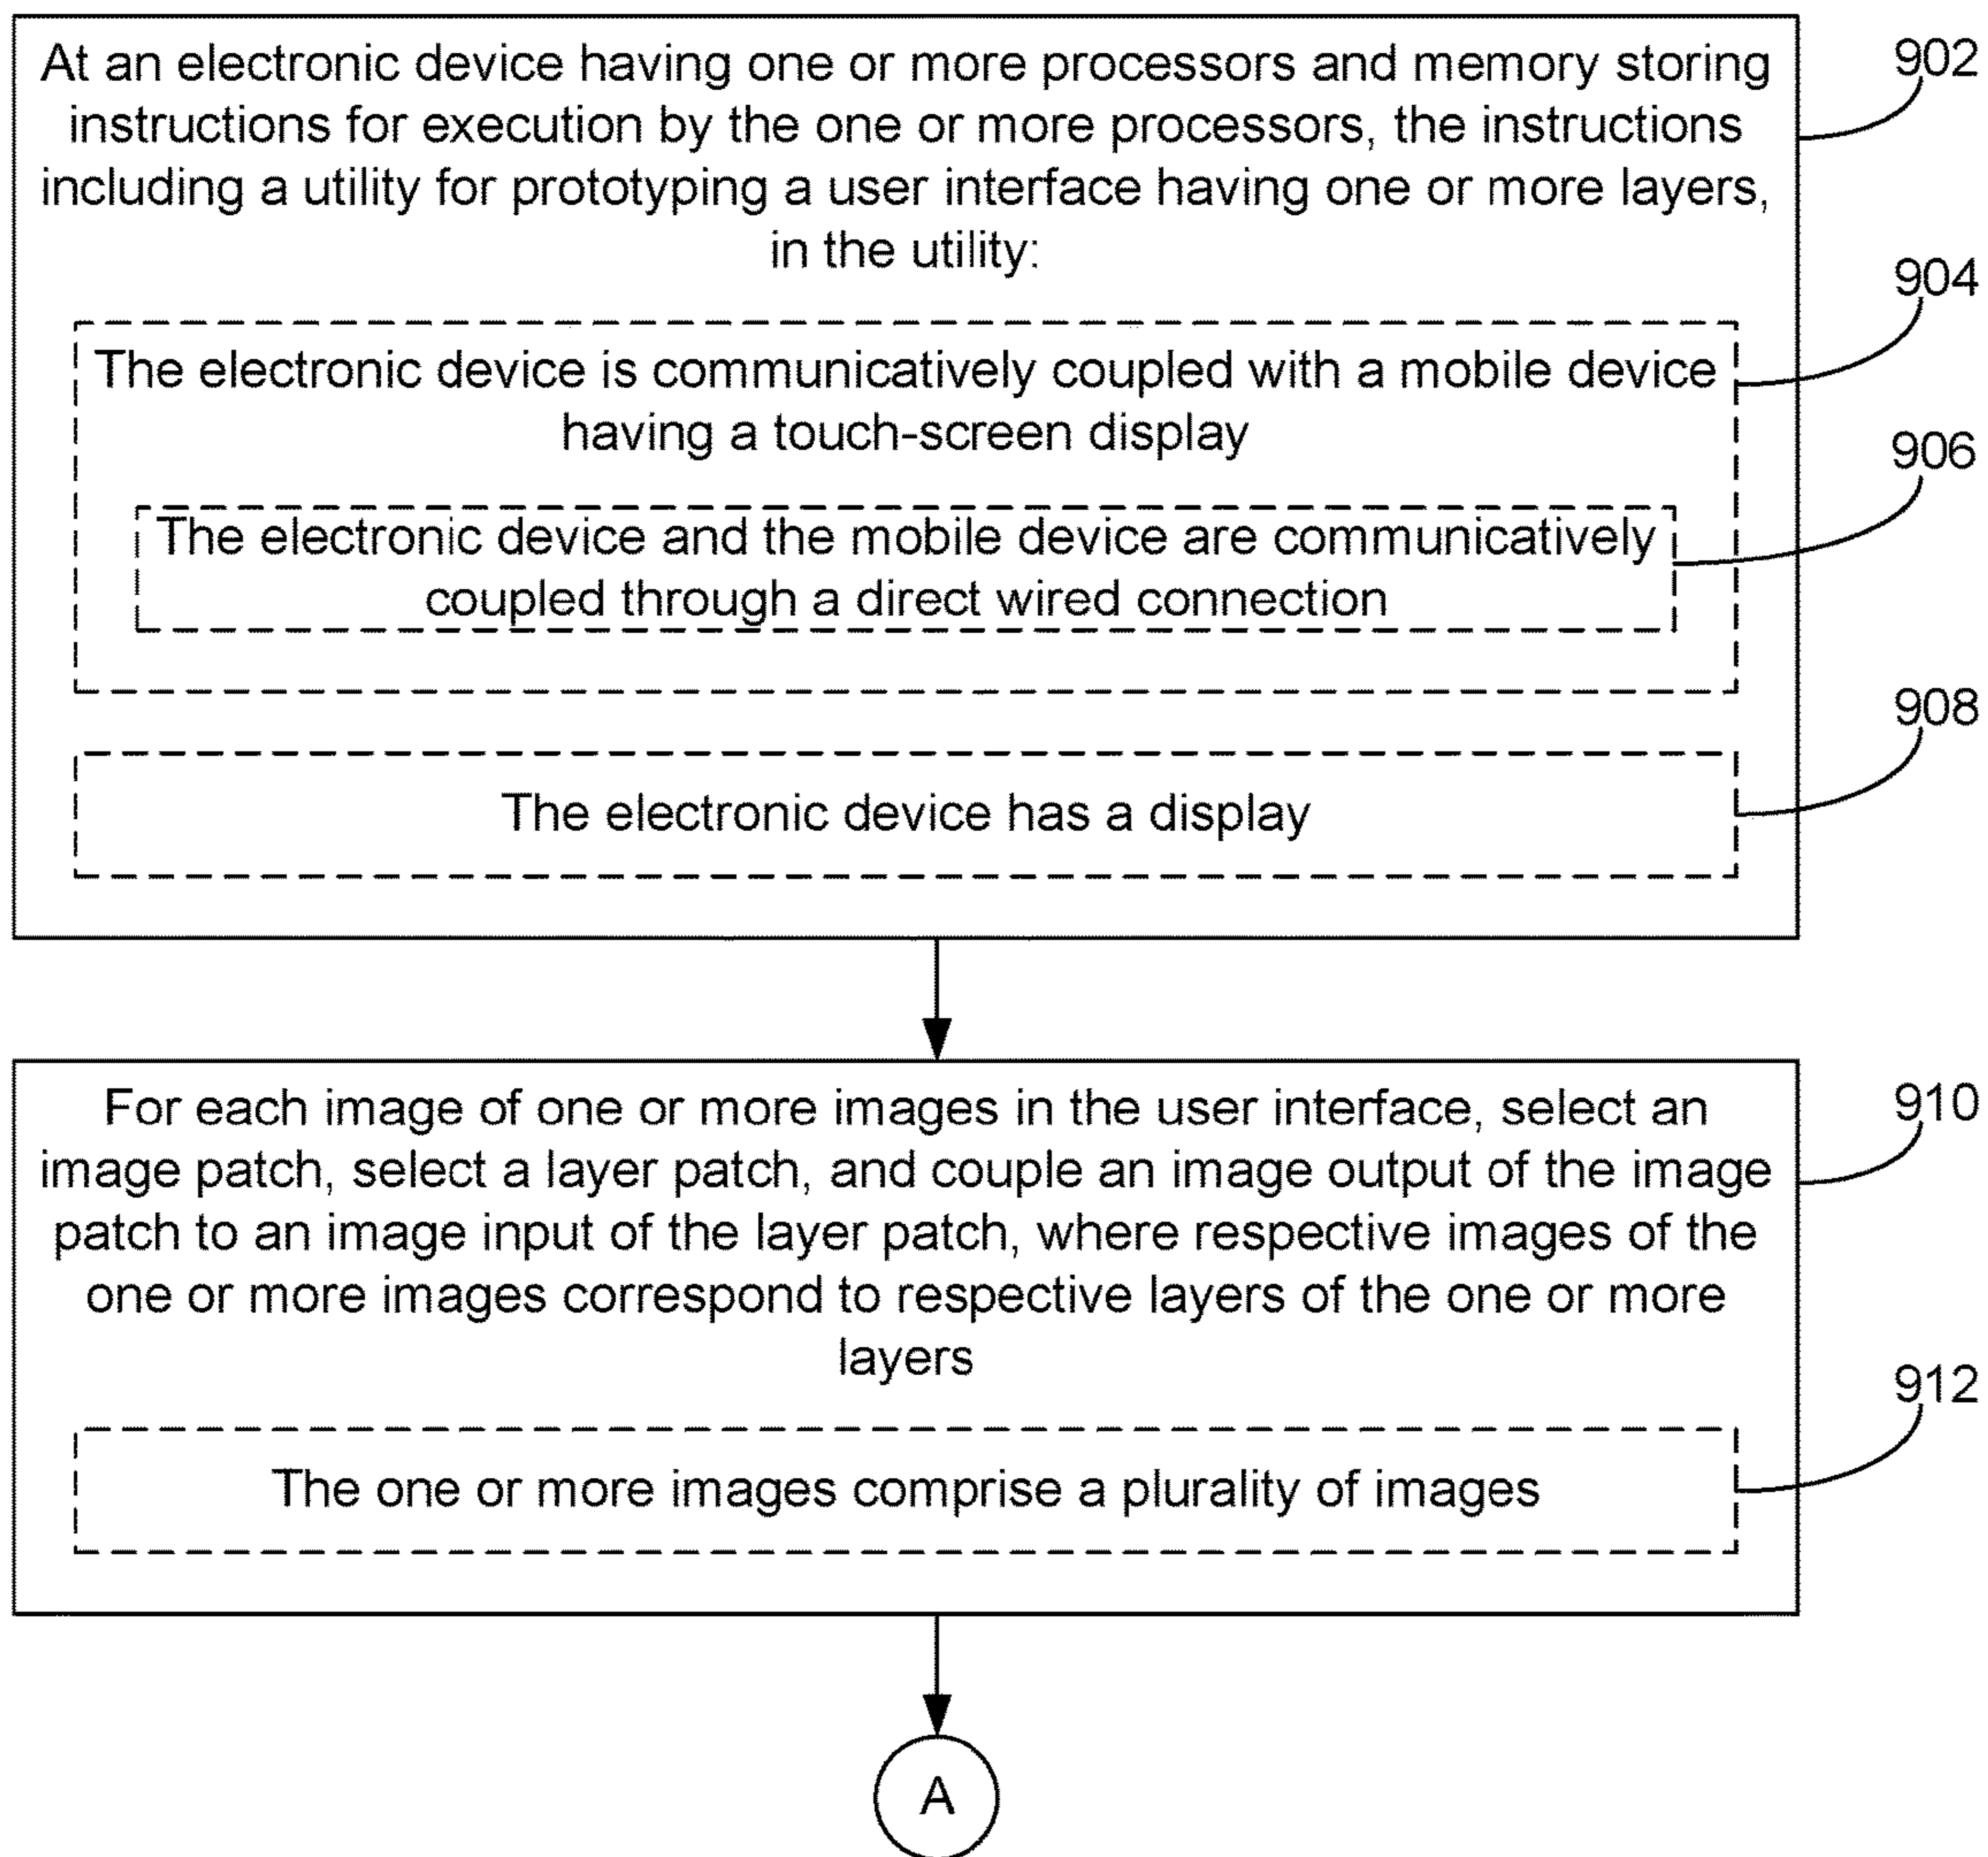 At an electronic device having one or more processors and memory storing
instructions for execution by the one or more processors, the instructions
including a utility for prototyping a user interface having one or more layers,
in the utility:
902
The electronic device is communicatively coupled with a mobile device
having a touch-screen display
904
The electronic device and the mobile device are communicatively
coupled through a direct wired connection
906
The electronic device has a display
908
For each image of one or more images in the user interface, select an
image patch, select a layer patch, and couple an image output of the image
patch to an image input of the layer patch, where respective images of the
one or more images correspond to respective layers of the one or more
layers
910
The one or more images comprise a plurality of images
912
A